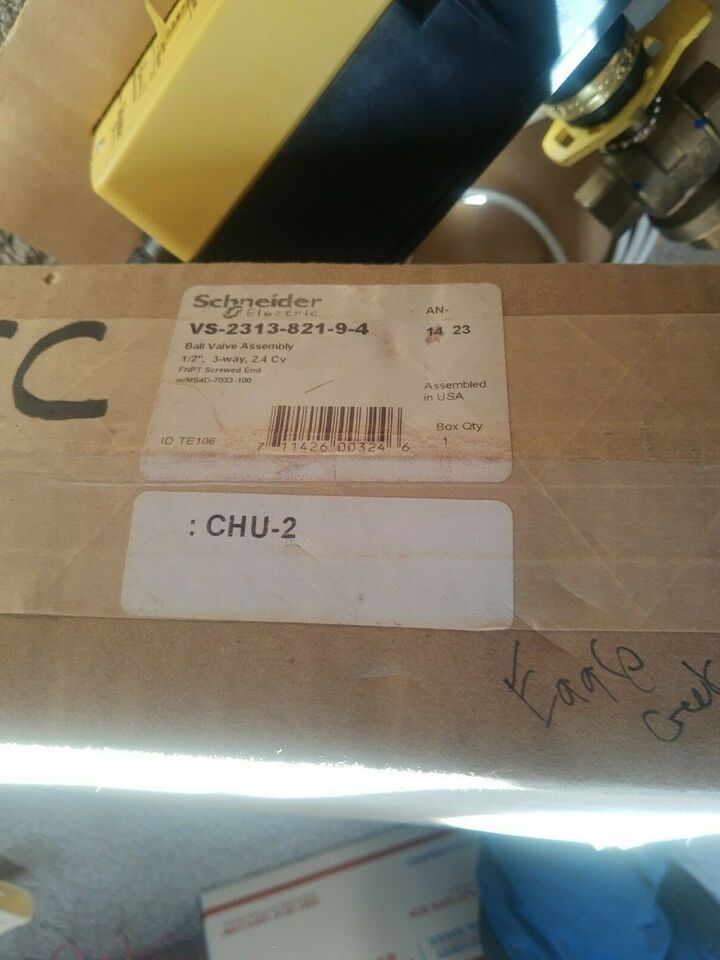 Schneider
Electric
VS-2313-821-9-4
Ball Valve Assembly
1/2", 3-way, 2.4 Cv
FNPT Screwed End
w/MS4D-7033-100
AN-
14 23
Assembled
in USA
Box Qty
1
ID TE106
7 11426 00324 6
: CHU-2
Eagle
Creek